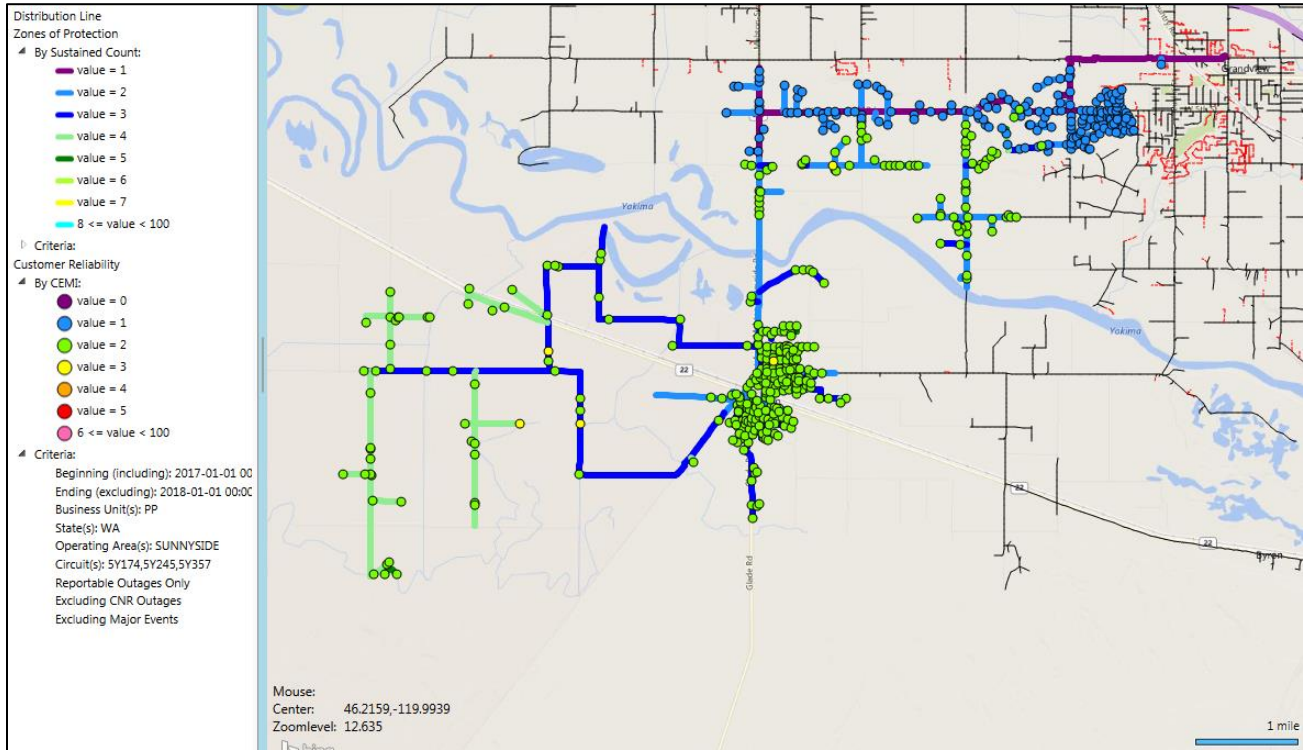 Distribution Line
Zones of Protection
By Sustained Count:
value = 1
value = 2
value = 3
value = 4
value = 5
value = 6
value = 7
8 <= value < 100
Criteria:
Customer Reliability
By CEMI:
value = 0
value = 1
value = 2
value = 3
value = 4
value = 5
6 <= value < 100
Criteria:
Beginning (including): 2017-01-01 00
Ending (excluding): 2018-01-01 00:00
Business Unit(s): PP
State(s): WA
Operating Area(s): SUNNYSIDE
Circuit(s): 5Y174,5Y245,5Y357
Reportable Outages Only
Excluding CNR Outages
Excluding Major Events
Grandview
Yakima
Yakima
22
22
22
Byron
Glade Rd
Mouse:
Center: 46.2159,-119.9939
Zoomlevel: 12.635
1 mile